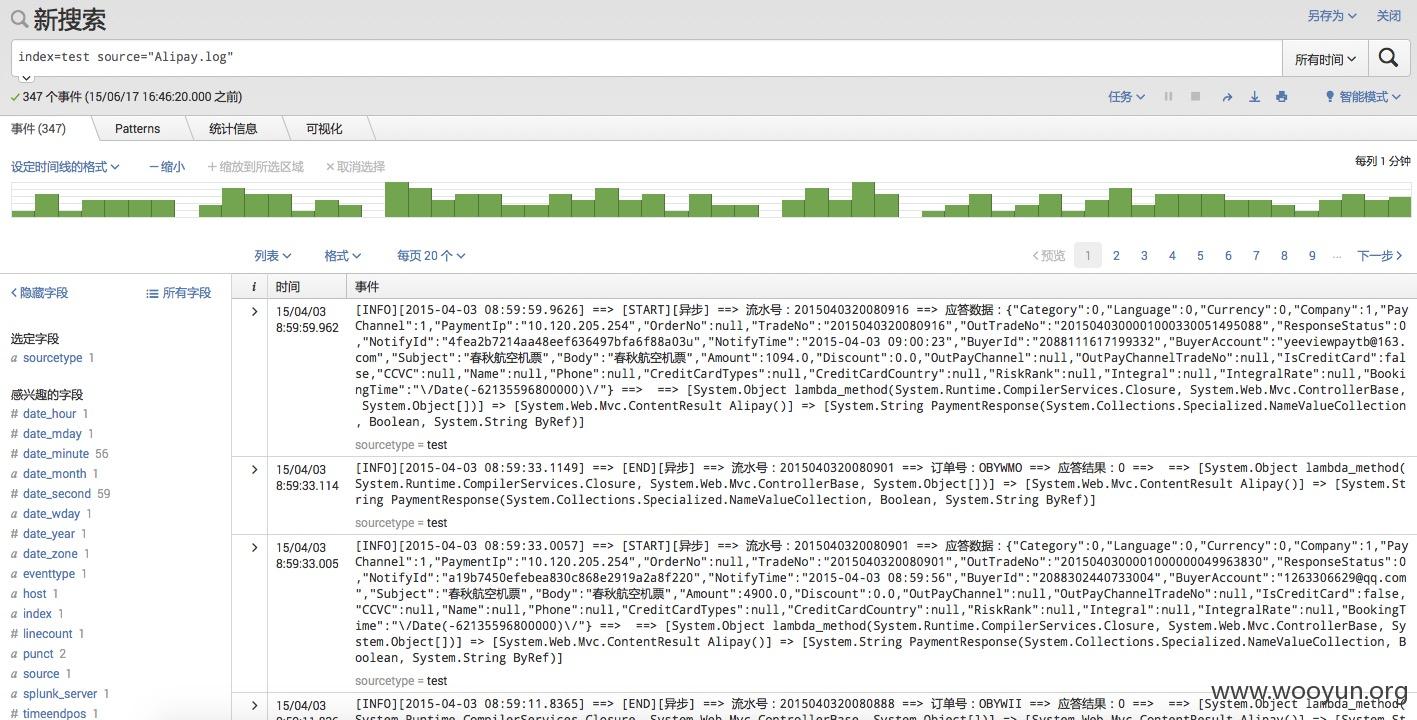 新搜索
另存为 关闭
index=test source="Alipay.log"
所有时间
347 个事件 (15/06/17 16:46:20.000 之前)
任务 智能模式
事件 (347) Patterns 统计信息 可视化
设定时间线的格式 — 缩小 + 缩放到所选区域 × 取消选择
每列 1 分钟
列表 格式 每页 20 个
预览 1 2 3 4 5 6 7 8 9 ... 下一步
隐藏字段 所有字段
选定字段
a sourcetype 1
感兴趣的字段
# date_hour 1
# date_mday 1
# date_minute 56
a date_month 1
# date_second 59
a date_wday 1
# date_year 1
a date_zone 1
a eventtype 1
a host 1
a index 1
# linecount 1
a punct 2
a source 1
a splunk_server 1
# timeendpos 1
i 时间 事件
15/04/03
8:59:59.962
[INFO][2015-04-03 08:59:59.9626] ==> [START][异步] ==> 流水号：2015040320080916 ==> 应答数据：{"Category":0,"Language":0,"Currency":0,"Company":1,"Pay
Channel":1,"PaymentIp":"10.120.205.254","OrderNo":null,"TradeNo":"2015040320080916","OutTradeNo":"2015040300001000330051495088","ResponseStatus":0
,"NotifyId":"4fea2b7214aa48eef636497bfa6f88a03u","NotifyTime":"2015-04-03 09:00:23","BuyerId":"2088111617199332","BuyerAccount":"yeeviewpaytb@163.
com","Subject":"春秋航空机票","Body":"春秋航空机票","Amount":1094.0,"Discount":0.0,"OutPayChannel":null,"OutPayChannelTradeNo":null,"IsCreditCard":fal
se,"CCVC":null,"Name":null,"Phone":null,"CreditCardTypes":null,"CreditCardCountry":null,"RiskRank":null,"Integral":null,"IntegralRate":null,"Booki
ngTime":"\/Date(-62135596800000)\/"} ==>  ==> [System.Object lambda_method(System.Runtime.CompilerServices.Closure, System.Web.Mvc.ControllerBase,
System.Object[])] => [System.Web.Mvc.ContentResult Alipay()] => [System.String PaymentResponse(System.Collections.Specialized.NameValueCollection
, Boolean, System.String ByRef)]
sourcetype = test
15/04/03
8:59:33.114
[INFO][2015-04-03 08:59:33.1149] ==> [END][异步] ==> 流水号：2015040320080901 ==> 订单号：OBYWMO ==> 应答结果：0 ==>  ==> [System.Object lambda_method(
System.Runtime.CompilerServices.Closure, System.Web.Mvc.ControllerBase, System.Object[])] => [System.Web.Mvc.ContentResult Alipay()] => [System.St
ring PaymentResponse(System.Collections.Specialized.NameValueCollection, Boolean, System.String ByRef)]
sourcetype = test
15/04/03
8:59:33.005
[INFO][2015-04-03 08:59:33.0057] ==> [START][异步] ==> 流水号：2015040320080901 ==> 应答数据：{"Category":0,"Language":0,"Currency":0,"Company":1,"Pay
Channel":1,"PaymentIp":"10.120.205.254","OrderNo":null,"TradeNo":"2015040320080901","OutTradeNo":"2015040300001000000049963830","ResponseStatus":0
,"NotifyId":"a19b7450efebea830c868e2919a2a8f220","NotifyTime":"2015-04-03 08:59:56","BuyerId":"2088302440733004","BuyerAccount":"1263306629@qq.com
","Subject":"春秋航空机票","Body":"春秋航空机票","Amount":4900.0,"Discount":0.0,"OutPayChannel":null,"OutPayChannelTradeNo":null,"IsCreditCard":false,
"CCVC":null,"Name":null,"Phone":null,"CreditCardTypes":null,"CreditCardCountry":null,"RiskRank":null,"Integral":null,"IntegralRate":null,"BookingT
ime":"\/Date(-62135596800000)\/"} ==>  ==> [System.Object lambda_method(System.Runtime.CompilerServices.Closure, System.Web.Mvc.ControllerBase, Sy
stem.Object[])] => [System.Web.Mvc.ContentResult Alipay()] => [System.String PaymentResponse(System.Collections.Specialized.NameValueCollection, B
oolean, System.String ByRef)]
sourcetype = test
15/04/03
[INFO][2015-04-03 08:59:11.8365] ==> [END][异步] ==> 流水号：2015040320080888 ==> 订单号：OBYWII ==> 应答结果：0 ==>  ==> [System.Object lambda_method(
www.wooyun.org